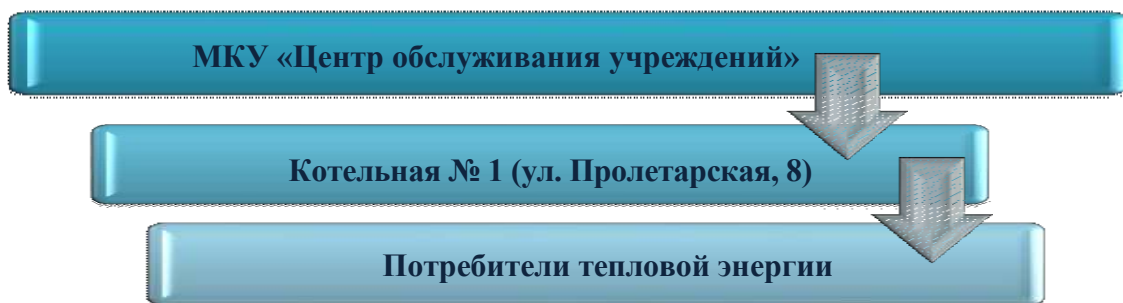 МКУ «Центр обслуживания учреждений»
Котельная № 1 (ул. Пролетарская, 8)
Потребители тепловой энергии